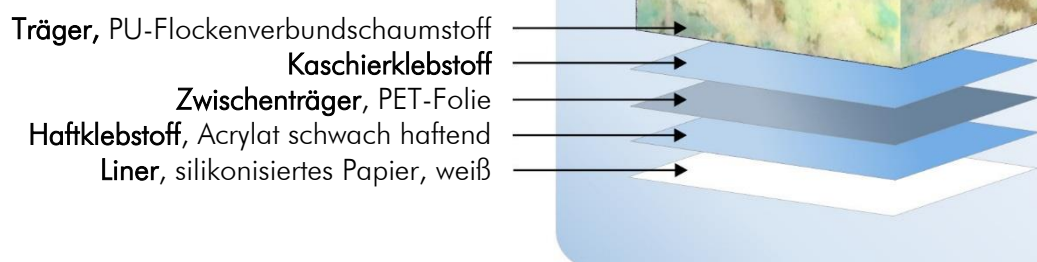 Träger, PU-Flockenverbundschaumstoff
Kaschierklebstoff
Zwischenträger, PET-Folie
Haftklebstoff, Acrylat schwach haftend
Liner, silikonisiertes Papier, weiß